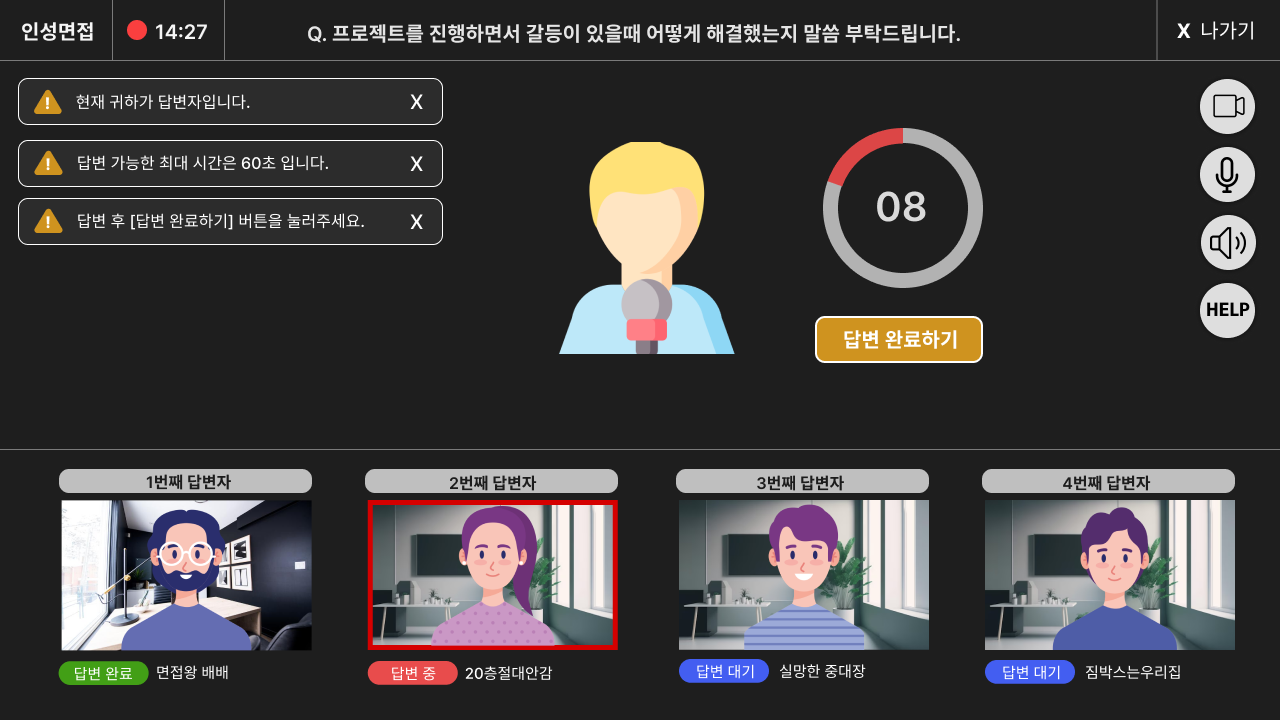 인성면접
14:27
Q. 프로젝트를 진행하면서 갈등이 있을때 어떻게 해결했는지 말씀 부탁드립니다.
X 나가기
현재 귀하가 답변자입니다. X
답변 가능한 최대 시간은 60초 입니다. X
답변 후 [답변 완료하기] 버튼을 눌러주세요. X
08
답변 완료하기
HELP
1번째 답변자
2번째 답변자
3번째 답변자
4번째 답변자
답변 완료 면접왕 배배
답변 중 20층절대안감
답변 대기 실망한 중대장
답변 대기 짐박스는우리집